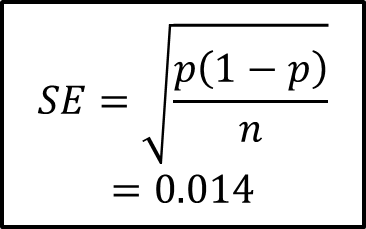 SE = √(p(1 − p)/n)
= 0.014